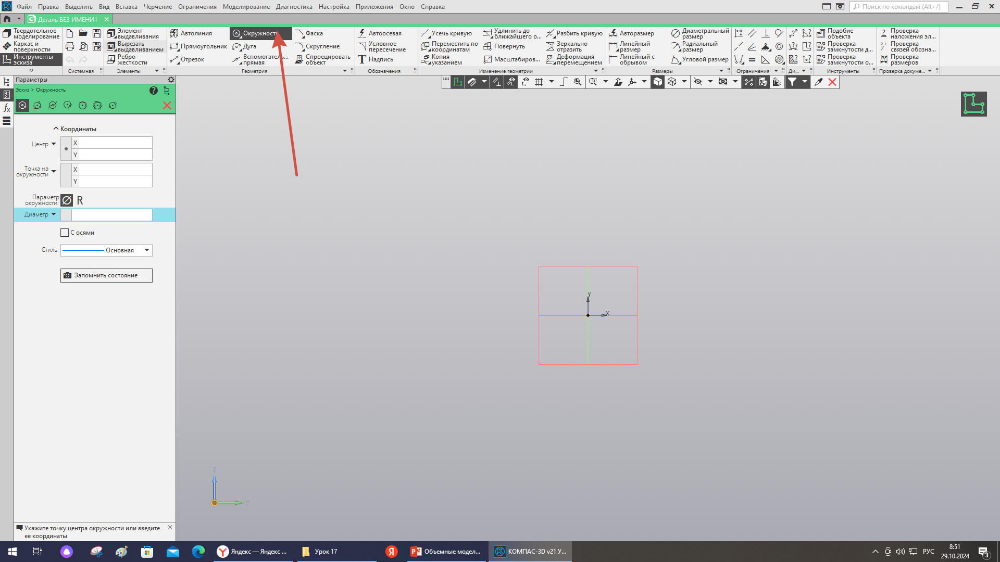 Файл Правка Выделить Вид Вставка Черчение Ограничения Моделирование Диагностика Настройка Приложения Окно Справка
Поиск по командам (Alt+/)
Деталь БЕЗ ИМЕНИ1
Твердотельное моделирование
Каркас и поверхности
Инструменты эскиза
Системная
Элемент выдавливания
Вырезать выдавливанием
Ребро жесткости
Элементы
Автолиния
Прямоугольник
Отрезок
Окружность
Дуга
Вспомогатель... прямая
Фаска
Скругление
Спроецировать объект
Геометрия
Автоосевая
Условное пересечение
Надпись
Обозначения
Усечь кривую
Переместить по координатам
Копия указанием
Удлинить до ближайшего о...
Повернуть
Масштабиров...
Разбить кривую
Зеркально отразить
Деформация перемещением
Изменение геометрии
Авторазмер
Линейный размер
Линейный с обрывом
Диаметральный размер
Радиальный размер
Угловой размер
Размеры
Ограничения
Ди...
Подобие объекта
Проверка замкнутости д...
Проверка замкнутости о...
Инструменты
Проверка наложения эл...
Проверка связей обозна...
Проверка размеров
Проверка докуме...
Параметры
Эскиз > Окружность
Координаты
Центр
X
Y
Точка на окружности
X
Y
Параметр окружности:
R
Диаметр
С осями
Стиль:
Основная
Запомнить состояние
Y
X
Z
Y
Укажите точку центра окружности или введите
ее координаты
Яндекс — Яндекс ...
Урок 17
Объемные модел...
КОМПАС-3D v21 У...
РУС
8:51
29.10.2024
3